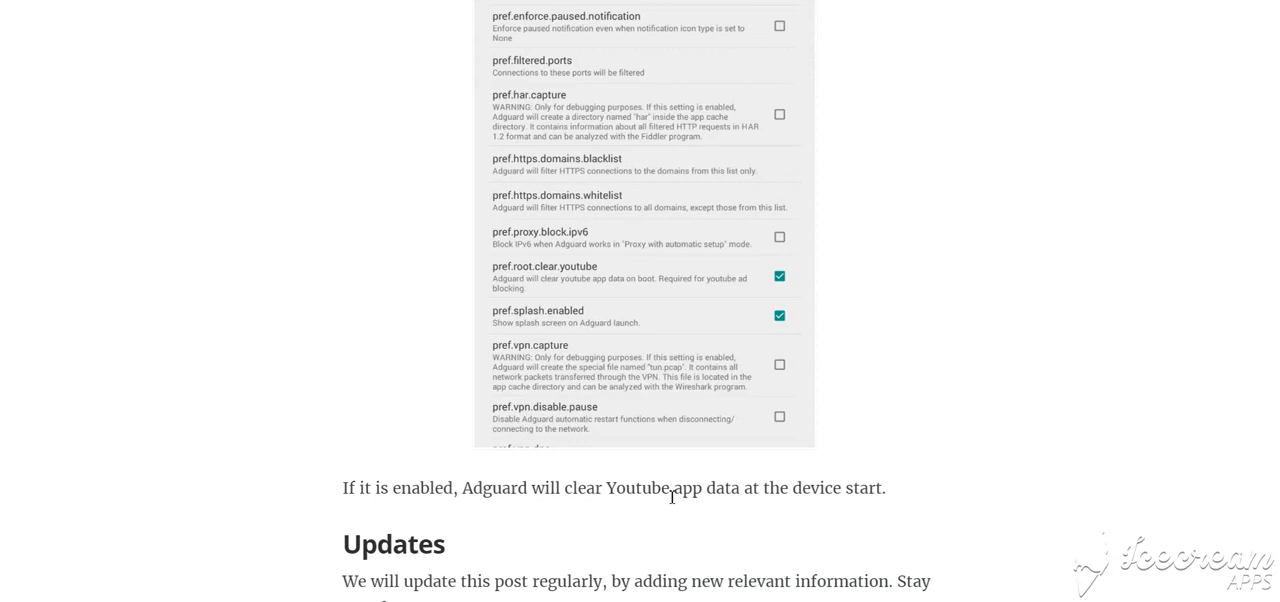 pref.enforce.paused.notification
Enforce paused notification even when notification icon type is set to
None
pref.filtered.ports
Connections to these ports will be filtered
pref.har.capture
WARNING: Only for debugging purposes. If this setting is enabled,
Adguard will create a directory named 'har' inside the app cache
directory. It contains information about all filtered HTTP requests in HAR
1.2 format and can be analyzed with the Fiddler program.
pref.https.domains.blacklist
Adguard will filter HTTPS connections to the domains from this list only.
pref.https.domains.whitelist
Adguard will filter HTTPS connections to all domains, except those from this list.
pref.proxy.block.ipv6
Block IPv6 when Adguard works in 'Proxy with automatic setup' mode.
pref.root.clear.youtube
Adguard will clear youtube app data on boot. Required for youtube ad
blocking.
pref.splash.enabled
Show splash screen on Adguard launch.
pref.vpn.capture
WARNING: Only for debugging purposes. If this setting is enabled,
Adguard will create the special file named "tun.pcap". It contains all
network packets transferred through the VPN. This file is located in the
app cache directory and can be analyzed with the Wireshark program.
pref.vpn.disable.pause
Disable Adguard automatic restart functions when disconnecting/
connecting to the network.
If it is enabled, Adguard will clear Youtube app data at the device start.
Updates
We will update this post regularly, by adding new relevant information. Stay
Icecream
APPS